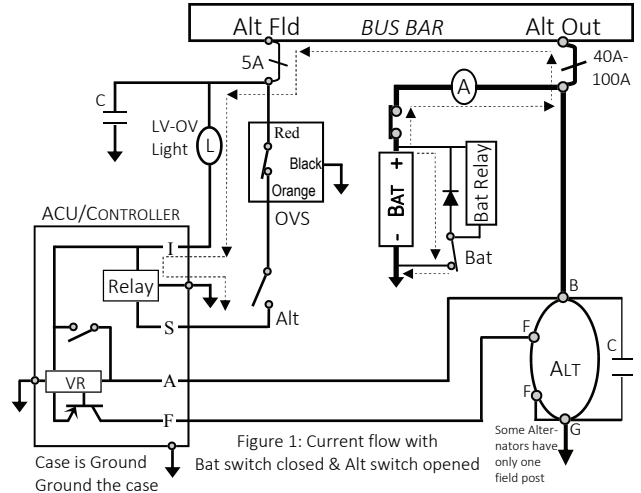 Alt Fld
BUS BAR
Alt Out
5A
40A-
100A
C
A
LV-OV
Light
L
Red
Black
Orange
OVS
+
BAT
-
Bat Relay
Bat
ACU/CONTROLLER
I
Relay
S
Alt
B
F
C
VR
A
ALT
F
F
G
Case is Ground
Ground the case
Figure 1: Current flow with
Bat switch closed & Alt switch opened
Some Alter-
nators have
only one
field post